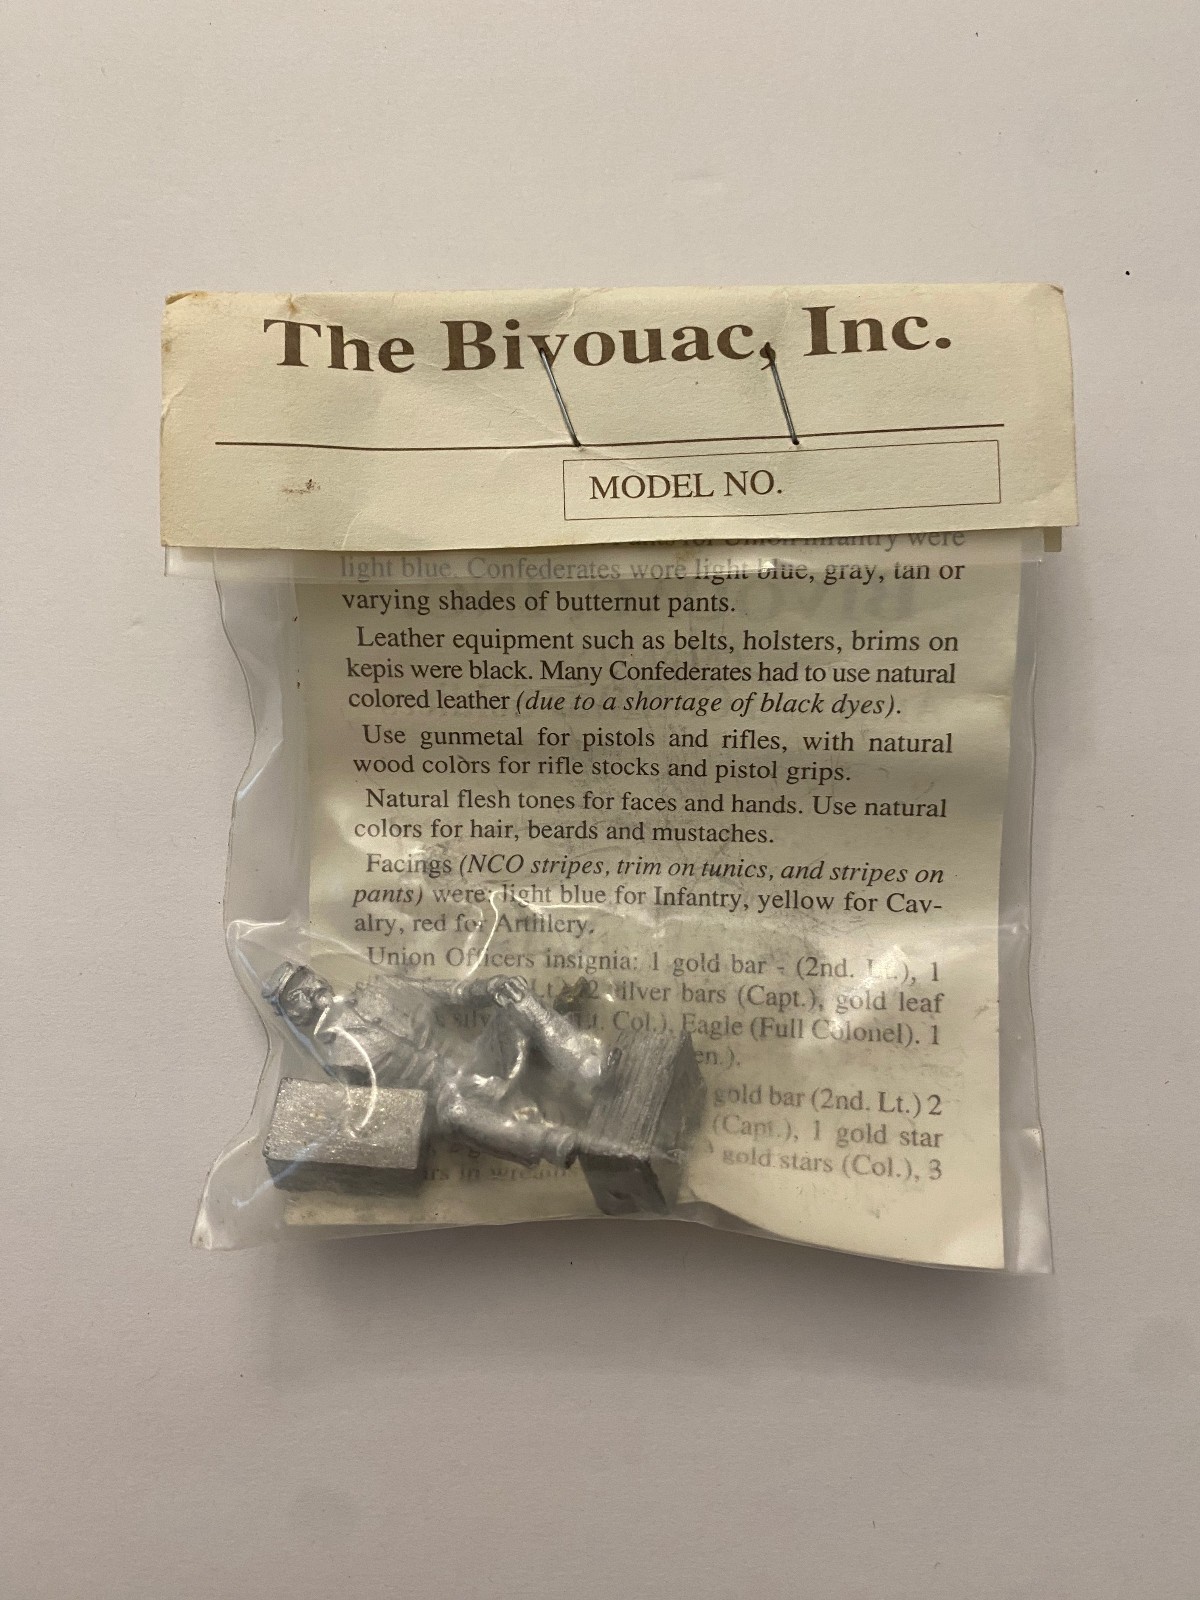 The Bivouac, Inc.
MODEL NO.
for Union Infantry were
light blue. Confederates wore light blue, gray, tan or
varying shades of butternut pants.
Leather equipment such as belts, holsters, brims on
kepis were black. Many Confederates had to use natural
colored leather (due to a shortage of black dyes).
Use gunmetal for pistols and rifles, with natural
wood colors for rifle stocks and pistol grips.
Natural flesh tones for faces and hands. Use natural
colors for hair, beards and mustaches.
Facings (NCO stripes, trim on tunics, and stripes on
pants) were: light blue for Infantry, yellow for Cav-
alry, red for Artillery.
Union Officers insignia: 1 gold bar - (2nd. Lt.), 1
2 silver bars (Capt.), gold leaf
Lt. Col.), Eagle (Full Colonel). 1
gold bar (2nd. Lt.) 2
(Capt.), 1 gold star
gold stars (Col.), 3